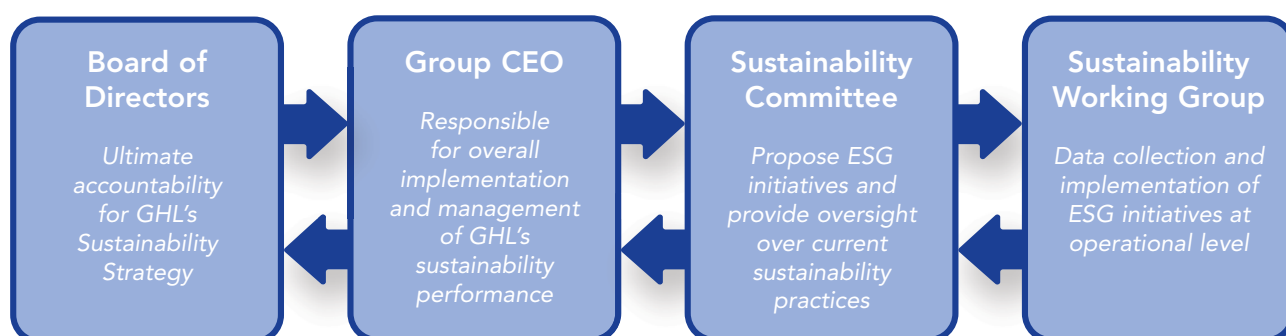 Board of
Directors
Ultimate
accountability
for GHL's
Sustainability
Strategy
Group CEO
Responsible
for overall
implementation
and management
of GHL's
sustainability
performance
Sustainability
Committee
Propose ESG
initiatives and
provide oversight
over current
sustainability
practices
Sustainability
Working Group
Data collection and
implementation of
ESG initiatives at
operational level